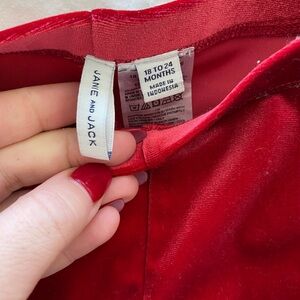 JANIE AND JACK
18 TO 24
MONTHS
MADE IN
INDONESIA